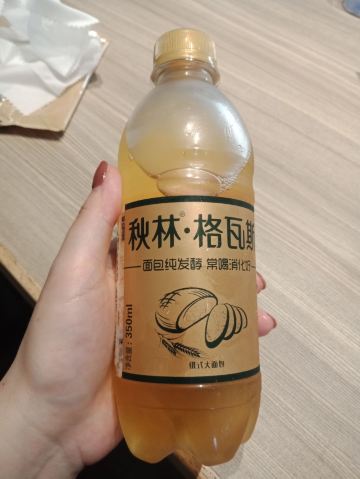 秋林®·格瓦斯
面包纯发酵 常喝消化好
净含量：350ml
俄式大面包